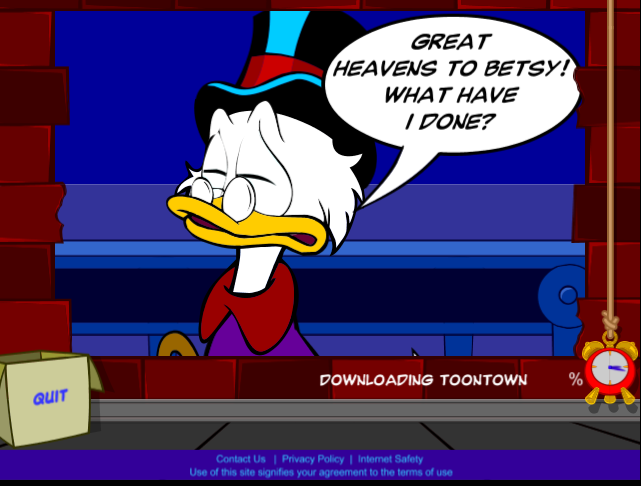 GREAT
HEAVENS TO BETSY!
WHAT HAVE
I DONE?
DOWNLOADING TOONTOWN %
QUIT
Contact Us | Privacy Policy | Internet Safety
Use of this site signifies your agreement to the terms of use